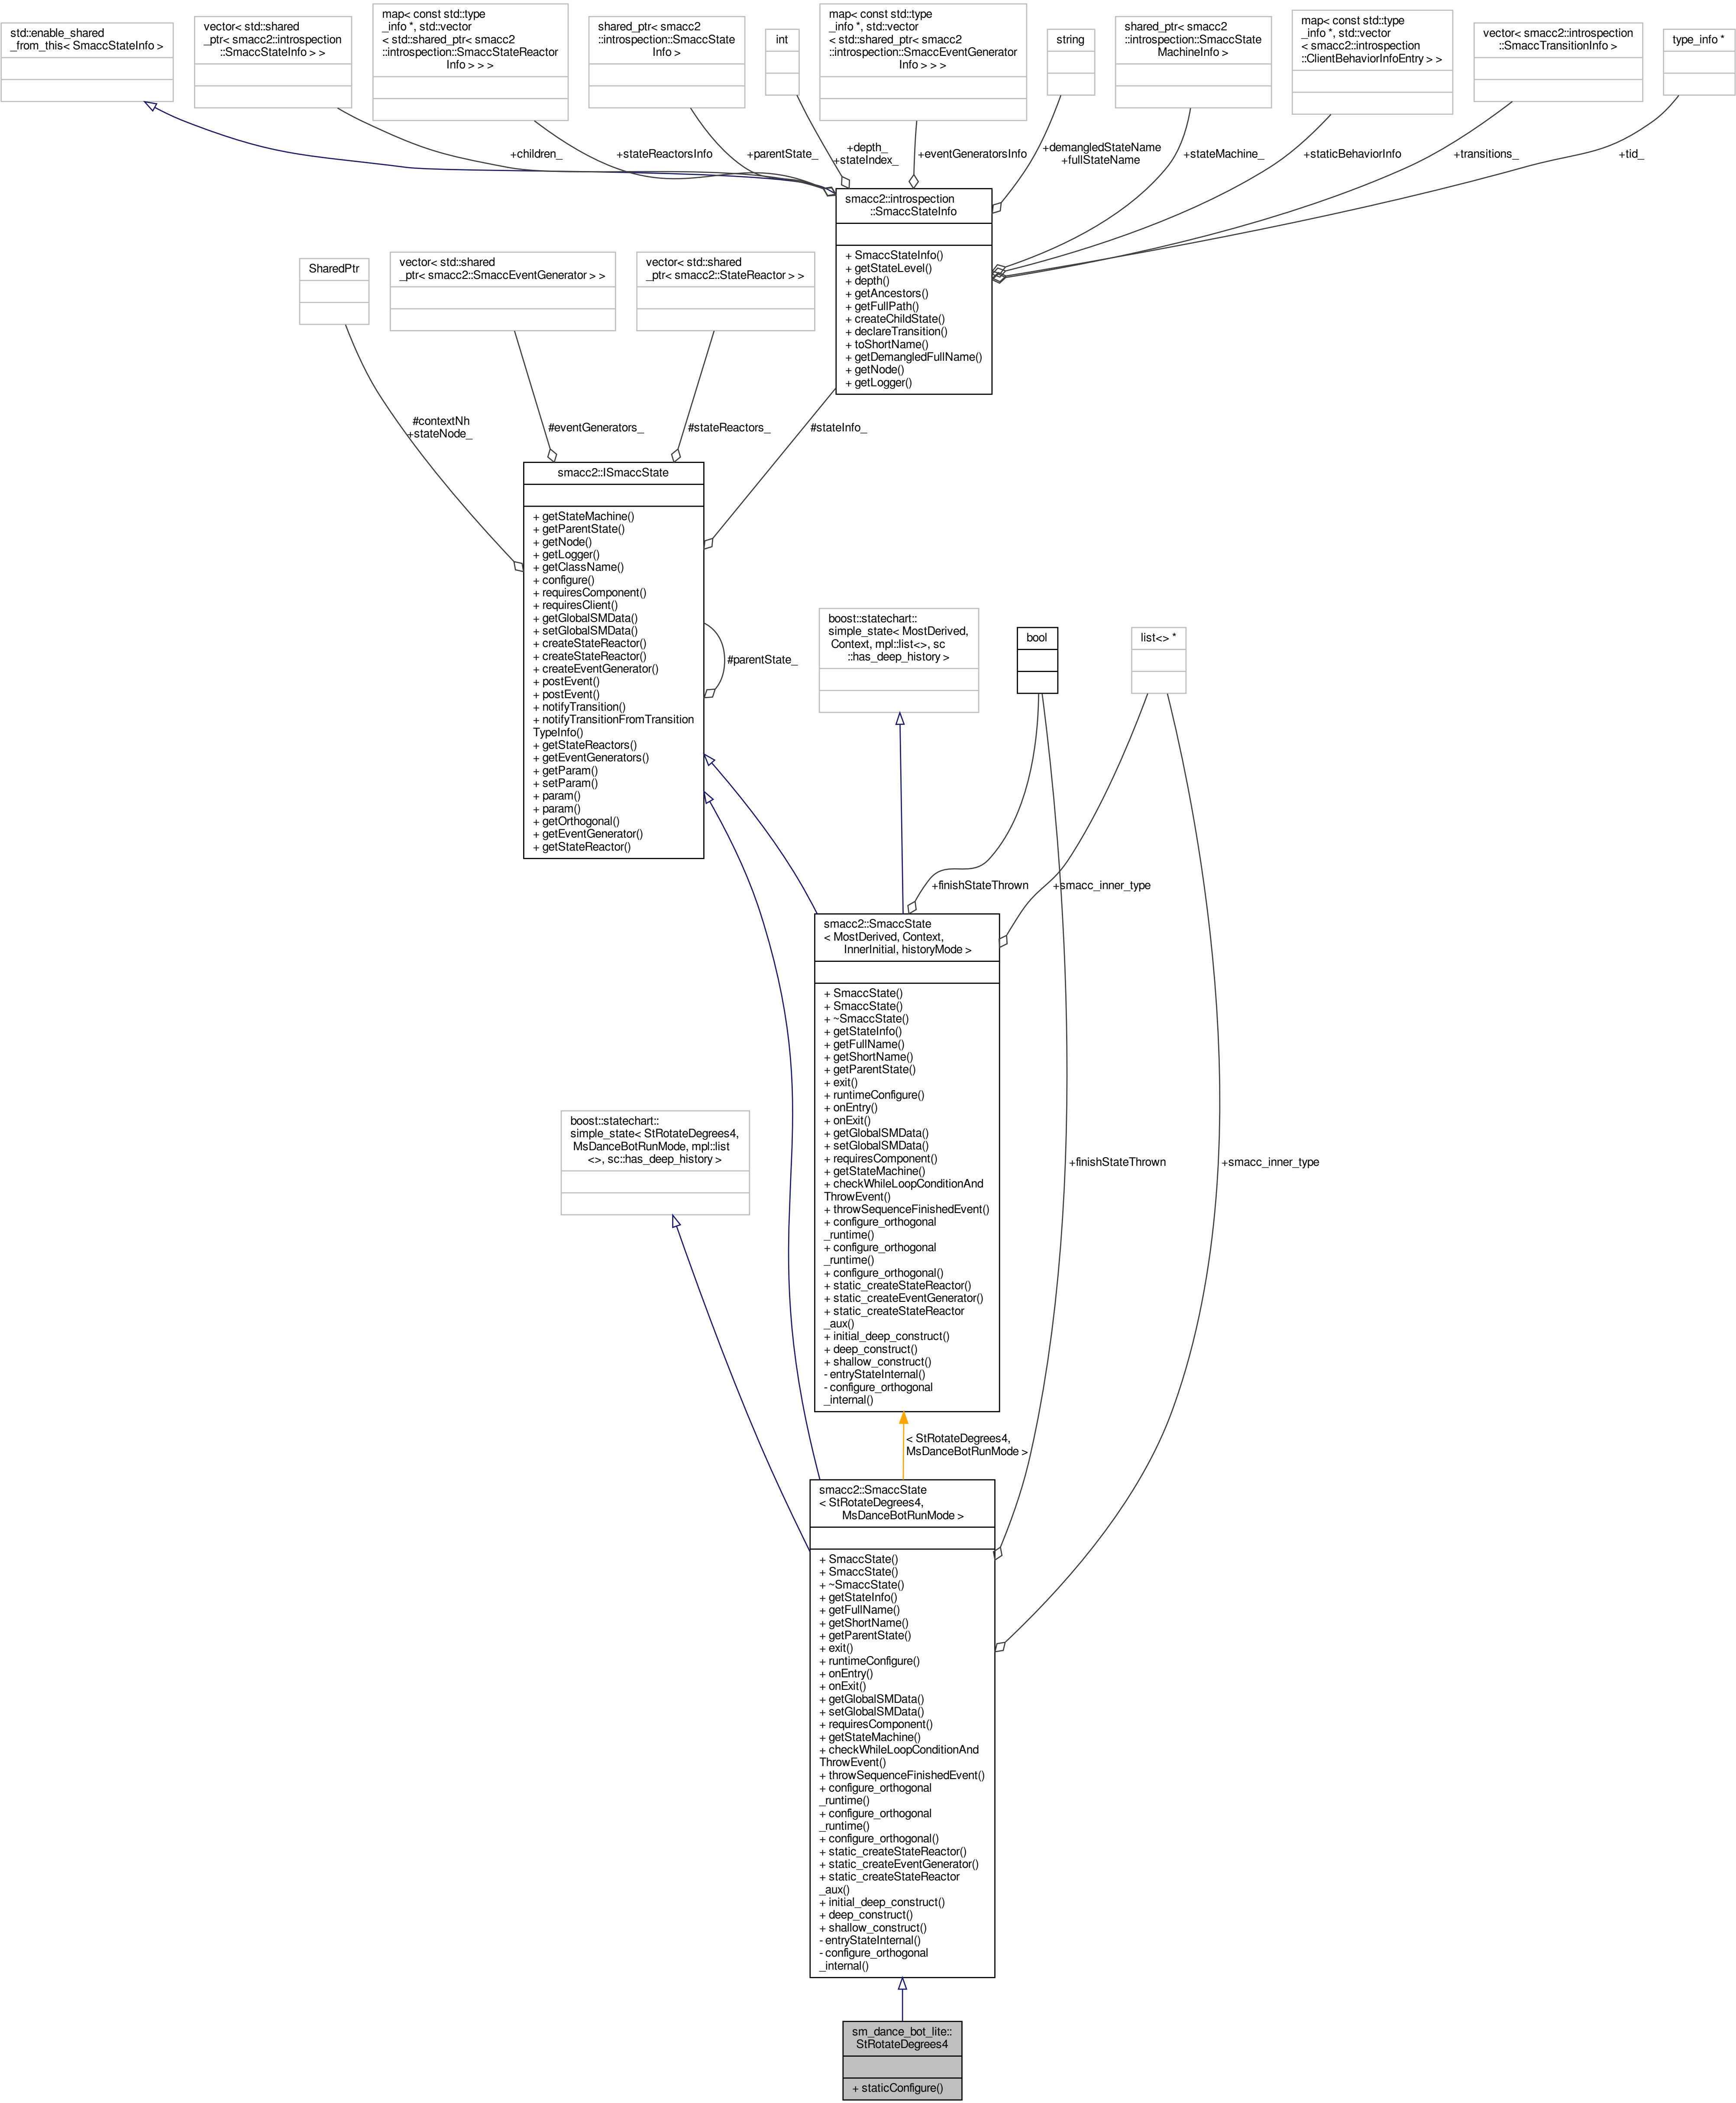 std::enable_shared
_from_this< SmaccStateInfo >
vector< std::shared
_ptr< smacc2::introspection
::SmaccStateInfo > >
map< const std::type
_info *, std::vector
< std::shared_ptr< smacc2
::introspection::SmaccStateReactor
Info > > >
shared_ptr< smacc2
::introspection::SmaccState
Info >
int
map< const std::type
_info *, std::vector
< std::shared_ptr< smacc2
::introspection::SmaccEventGenerator
Info > > >
string
shared_ptr< smacc2
::introspection::SmaccState
MachineInfo >
map< const std::type
_info *, std::vector
< smacc2::introspection
::ClientBehaviorInfoEntry > >
vector< smacc2::introspection
::SmaccTransitionInfo >
type_info *
+children_
+stateReactorsInfo
+parentState_
+depth_
+stateIndex_
+eventGeneratorsInfo
+demangledStateName
+fullStateName
+stateMachine_
+staticBehaviorInfo
+transitions_
+tid_
smacc2::introspection
::SmaccStateInfo
+ SmaccStateInfo()
+ getStateLevel()
+ depth()
+ getAncestors()
+ getFullPath()
+ createChildState()
+ declareTransition()
+ toShortName()
+ getDemangledFullName()
+ getNode()
+ getLogger()
SharedPtr
vector< std::shared
_ptr< smacc2::SmaccEventGenerator > >
vector< std::shared
_ptr< smacc2::StateReactor > >
#contextNh
+stateNode_
#eventGenerators_
#stateReactors_
#stateInfo_
smacc2::ISmaccState
+ getStateMachine()
+ getParentState()
+ getNode()
+ getLogger()
+ getClassName()
+ configure()
+ requiresComponent()
+ requiresClient()
+ getGlobalSMData()
+ setGlobalSMData()
+ createStateReactor()
+ createStateReactor()
+ createEventGenerator()
+ postEvent()
+ postEvent()
+ notifyTransition()
+ notifyTransitionFromTransition
TypeInfo()
+ getStateReactors()
+ getEventGenerators()
+ getParam()
+ setParam()
+ param()
+ param()
+ getOrthogonal()
+ getEventGenerator()
+ getStateReactor()
#parentState_
boost::statechart::
simple_state< MostDerived,
Context, mpl::list<>, sc
::has_deep_history >
bool
list<> *
+finishStateThrown
+smacc_inner_type
smacc2::SmaccState
< MostDerived, Context,
InnerInitial, historyMode >
+ SmaccState()
+ SmaccState()
+ ~SmaccState()
+ getStateInfo()
+ getFullName()
+ getShortName()
+ getParentState()
+ exit()
+ runtimeConfigure()
+ onEntry()
+ onExit()
+ getGlobalSMData()
+ setGlobalSMData()
+ requiresComponent()
+ getStateMachine()
+ checkWhileLoopConditionAnd
ThrowEvent()
+ throwSequenceFinishedEvent()
+ configure_orthogonal
_runtime()
+ configure_orthogonal
_runtime()
+ configure_orthogonal()
+ static_createStateReactor()
+ static_createEventGenerator()
+ static_createStateReactor
_aux()
+ initial_deep_construct()
+ deep_construct()
+ shallow_construct()
- entryStateInternal()
- configure_orthogonal
_internal()
boost::statechart::
simple_state< StRotateDegrees4,
MsDanceBotRunMode, mpl::list
<>, sc::has_deep_history >
+finishStateThrown
+smacc_inner_type
< StRotateDegrees4,
MsDanceBotRunMode >
smacc2::SmaccState
< StRotateDegrees4,
MsDanceBotRunMode >
+ SmaccState()
+ SmaccState()
+ ~SmaccState()
+ getStateInfo()
+ getFullName()
+ getShortName()
+ getParentState()
+ exit()
+ runtimeConfigure()
+ onEntry()
+ onExit()
+ getGlobalSMData()
+ setGlobalSMData()
+ requiresComponent()
+ getStateMachine()
+ checkWhileLoopConditionAnd
ThrowEvent()
+ throwSequenceFinishedEvent()
+ configure_orthogonal
_runtime()
+ configure_orthogonal
_runtime()
+ configure_orthogonal()
+ static_createStateReactor()
+ static_createEventGenerator()
+ static_createStateReactor
_aux()
+ initial_deep_construct()
+ deep_construct()
+ shallow_construct()
- entryStateInternal()
- configure_orthogonal
_internal()
sm_dance_bot_lite::
StRotateDegrees4
+ staticConfigure()